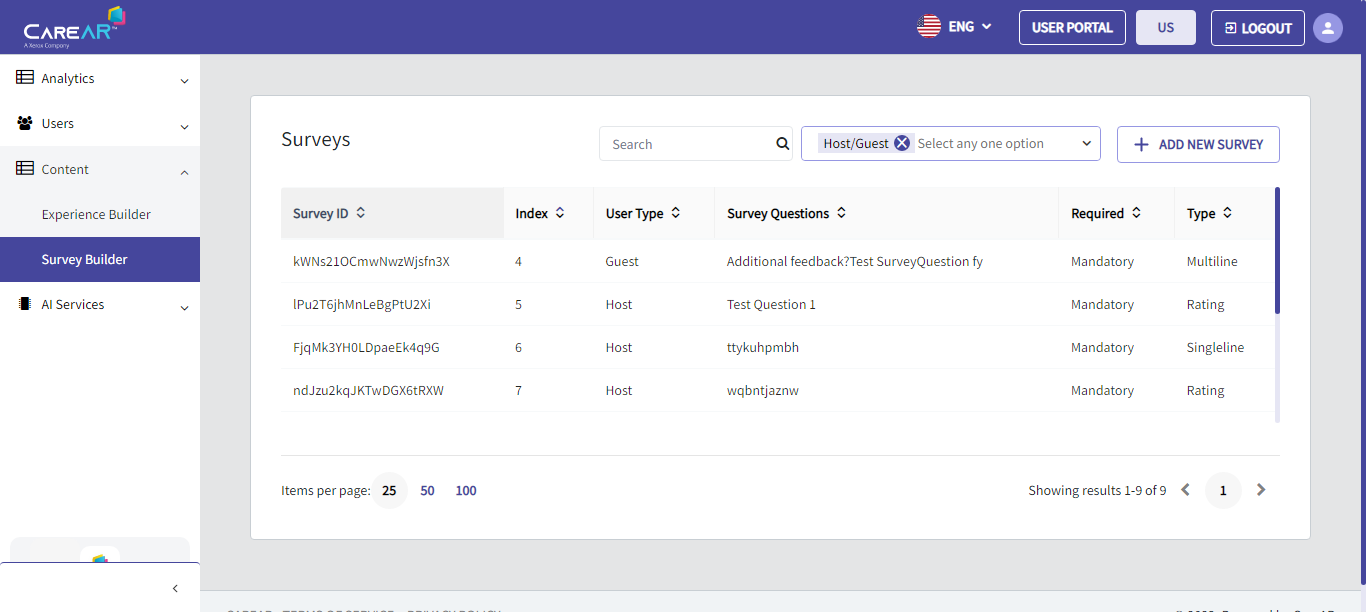 CAREAR™
A Xerox Company
ENG
USER PORTAL
US
LOGOUT
Analytics
Users
Content
Experience Builder
Survey Builder
AI Services
Surveys
Search
Host/Guest Select any one option
ADD NEW SURVEY
Survey ID Index User Type Survey Questions Required Type
kWNs21OCmwNwzWjsfn3X 4 Guest Additional feedback?Test SurveyQuestion fy Mandatory Multiline
lPu2T6jhMnLeBgPtU2Xi 5 Host Test Question 1 Mandatory Rating
FjqMk3YH0LDpaeEk4q9G 6 Host ttykuhpmbh Mandatory Singleline
ndJzu2kqJKTwDGX6tRXW 7 Host wqbntjaznw Mandatory Rating
Items per page: 25 50 100
Showing results 1-9 of 9 1